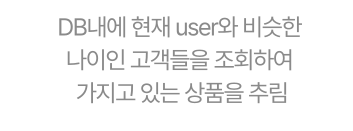 DB내에 현재 user와 비슷한
나이인 고객들을 조회하여
가지고 있는 상품을 추림